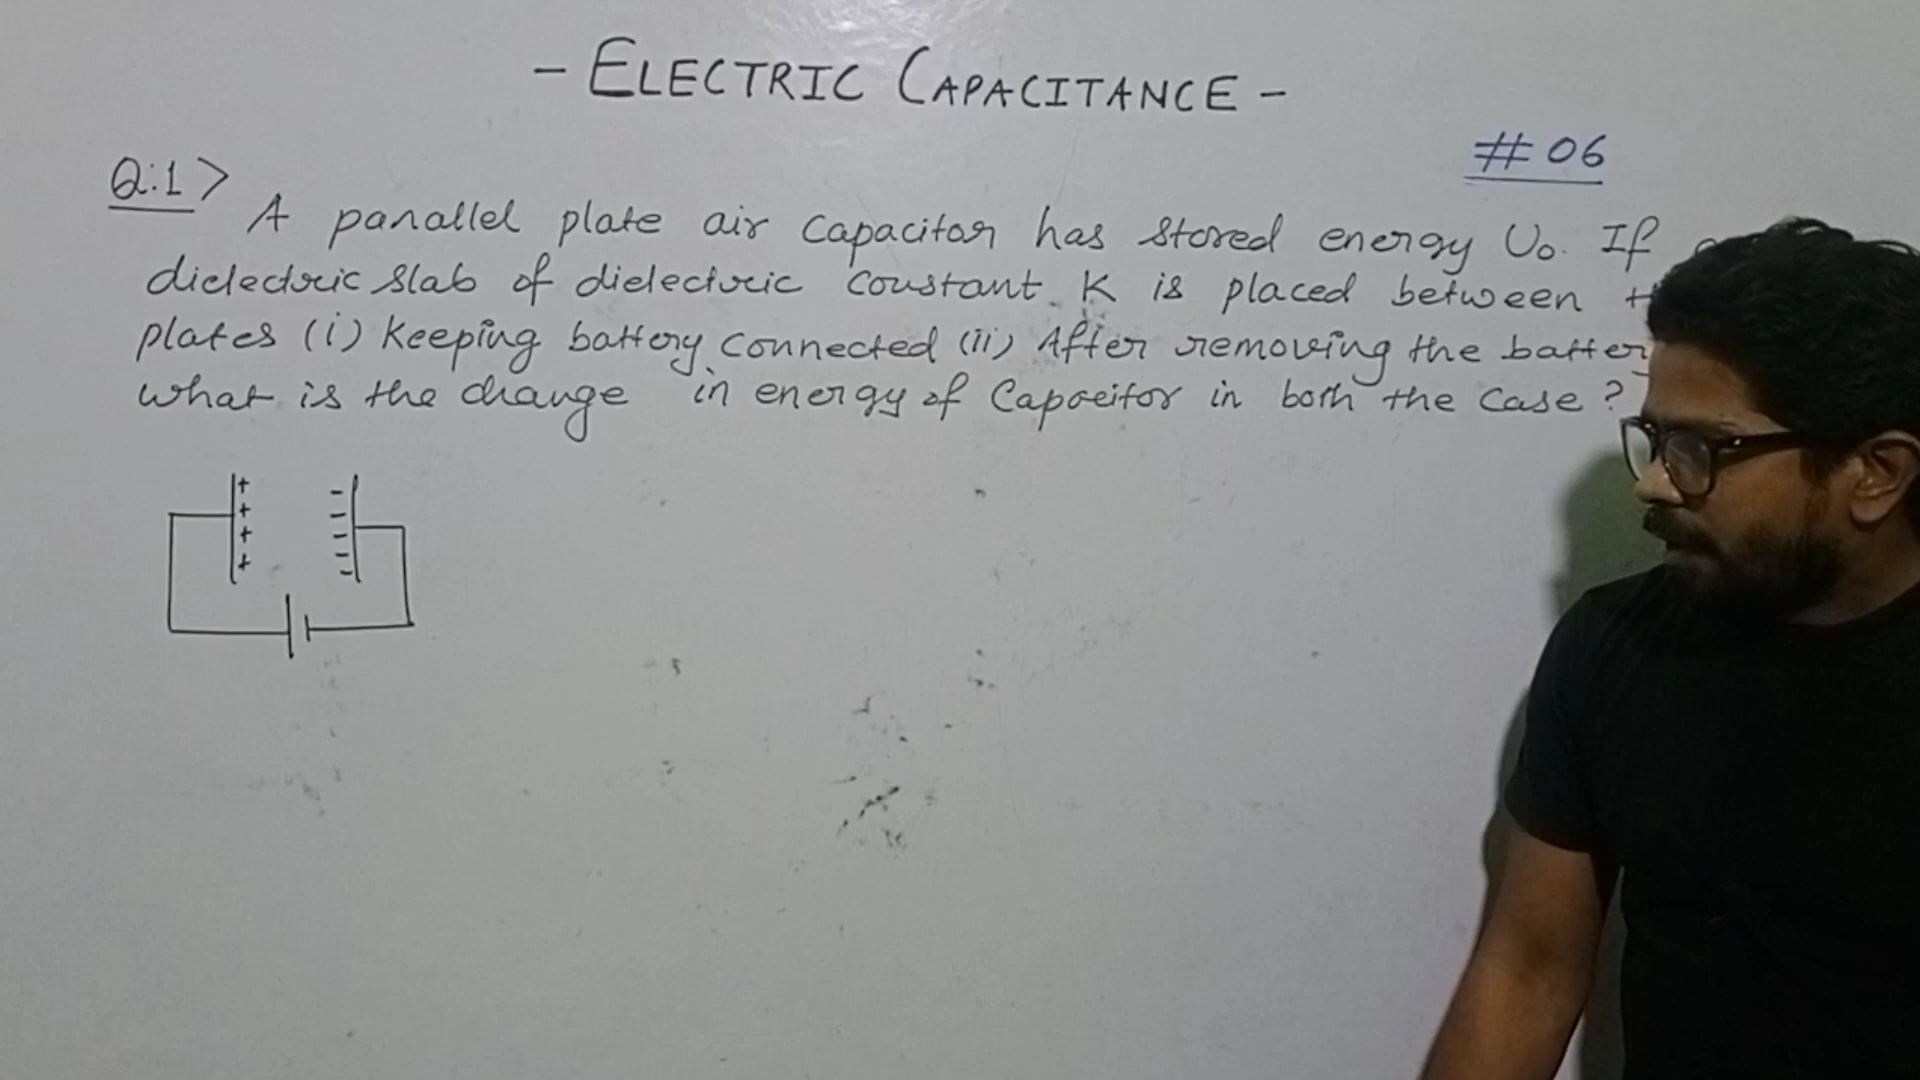 - ELECTRIC CAPACITANCE -
# 06
Q:1>
A parallel plate air capacitor has stored energy U₀. If
dielectric slab of dielectric constant K is placed between
plates (i) Keeping battery connected (ii) After removing the
what is the change in energy of Capacitor in both the case?
+
+
+
+
-
-
-
-
-